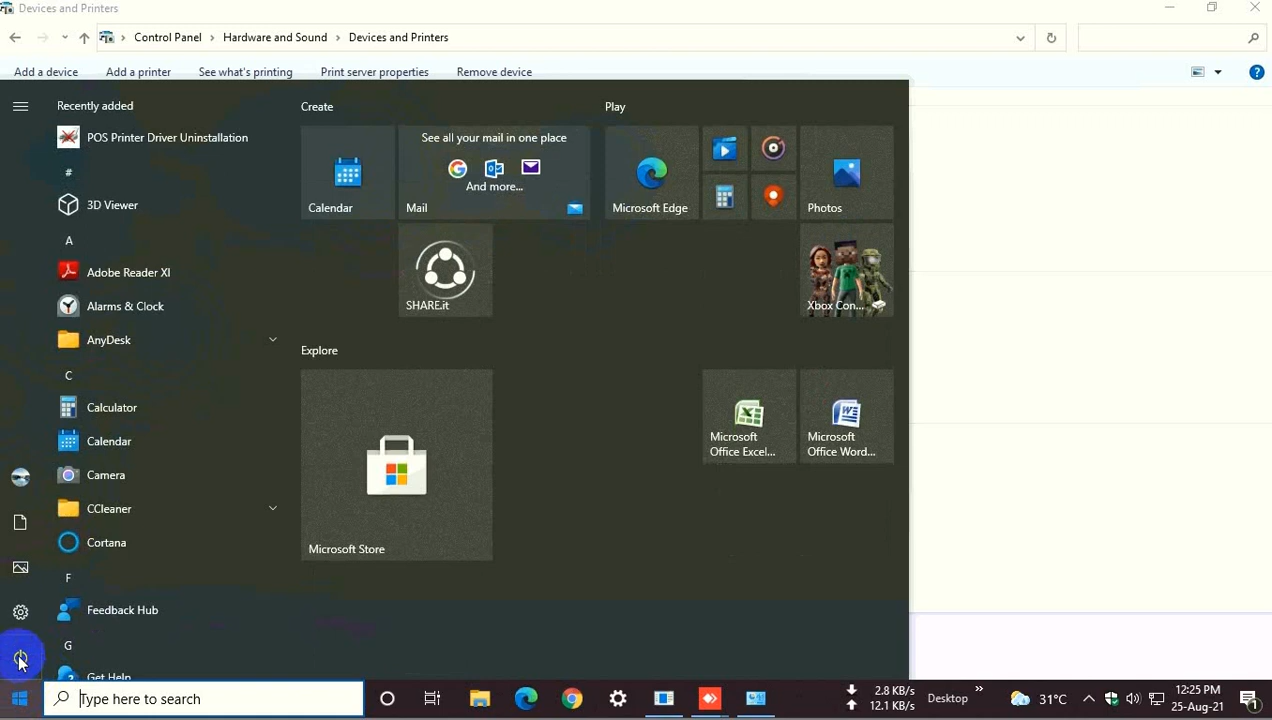 Devices and Printers
Control Panel
Hardware and Sound
Devices and Printers
Add a device
Add a printer
See what's printing
Print server properties
Remove device
?
Recently added
POS Printer Driver Uninstallation
#
3D Viewer
A
Adobe Reader XI
Alarms & Clock
AnyDesk
C
Calculator
Calendar
Camera
CCleaner
Cortana
F
Feedback Hub
G
Get Help
Create
Calendar
See all your mail in one place
And more...
Mail
SHARE.it
Explore
Microsoft Store
Play
Microsoft Edge
Photos
Xbox Con...
Microsoft
Office Excel...
Microsoft
Office Word...
Type here to search
2.8 KB/s
12.1 KB/s
Desktop
»
31°C
12:25 PM
25-Aug-21
1